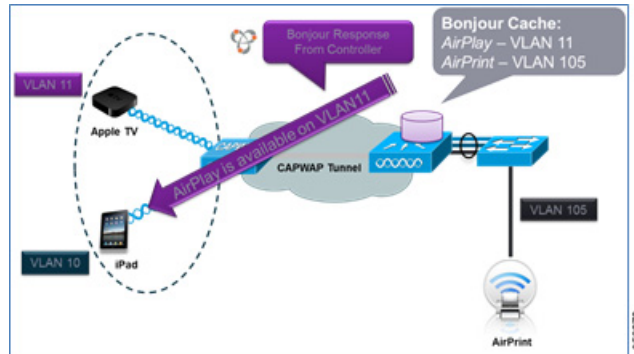 Bonjour Response
From Controller
Bonjour Cache:
AirPlay – VLAN 11
AirPrint – VLAN 105
VLAN 11
Apple TV
AirPlay is available on VLAN11
CAPWAP Tunnel
VLAN 105
VLAN 10
iPad
AirPrint